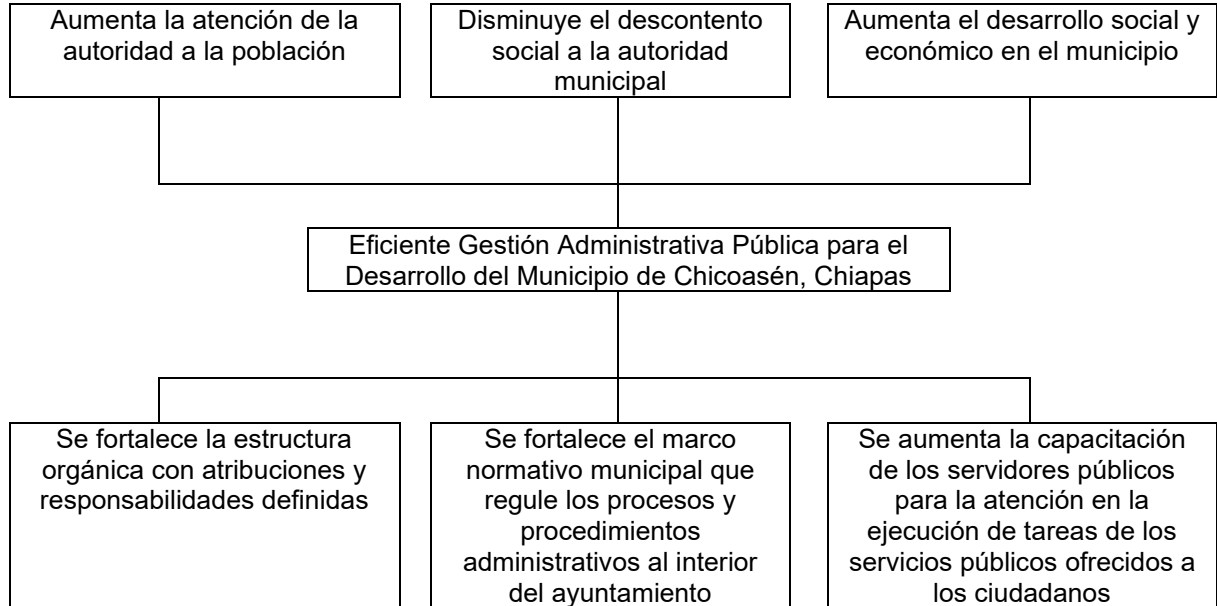 Aumenta la atención de la
autoridad a la población
Disminuye el descontento
social a la autoridad
municipal
Aumenta el desarrollo social y
económico en el municipio
Eficiente Gestión Administrativa Pública para el
Desarrollo del Municipio de Chicoasén, Chiapas
Se fortalece la estructura
orgánica con atribuciones y
responsabilidades definidas
Se fortalece el marco
normativo municipal que
regule los procesos y
procedimientos
administrativos al interior
del ayuntamiento
Se aumenta la capacitación
de los servidores públicos
para la atención en la
ejecución de tareas de los
servicios públicos ofrecidos a
los ciudadanos